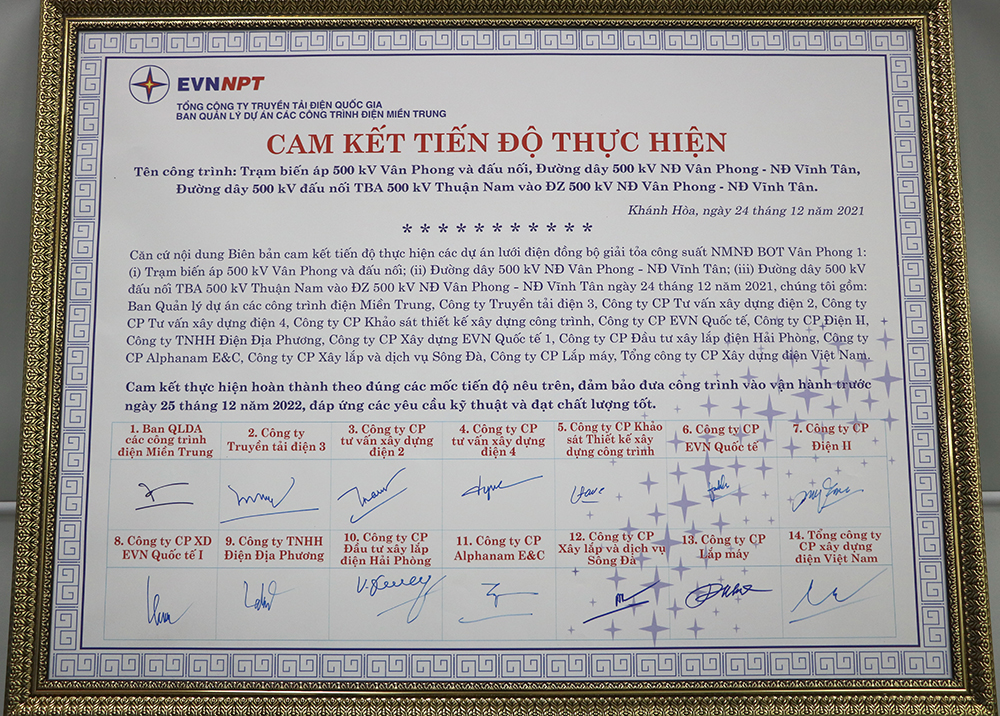 EVNNPT
TỔNG CÔNG TY TRUYỀN TẢI ĐIỆN QUỐC GIA
BAN QUẢN LÝ DỰ ÁN CÁC CÔNG TRÌNH ĐIỆN MIỀN TRUNG
CAM KẾT TIẾN ĐỘ THỰC HIỆN
Tên công trình: Trạm biến áp 500 kV Vân Phong và đấu nối, Đường dây 500 kV NĐ Vân Phong - NĐ Vĩnh Tân,
Đường dây 500 kV đấu nối TBA 500 kV Thuận Nam vào ĐZ 500 kV NĐ Vân Phong - NĐ Vĩnh Tân.
Khánh Hòa, ngày 24 tháng 12 năm 2021
* * * * * * * * * * *
Căn cứ nội dung Biên bản cam kết tiến độ thực hiện các dự án lưới điện đồng bộ giải tỏa công suất NMNĐ BOT Vân Phong 1:
(i) Trạm biến áp 500 kV Vân Phong và đấu nối; (ii) Đường dây 500 kV NĐ Vân Phong - NĐ Vĩnh Tân; (iii) Đường dây 500 kV
đấu nối TBA 500 kV Thuận Nam vào ĐZ 500 kV NĐ Vân Phong - NĐ Vĩnh Tân ngày 24 tháng 12 năm 2021, chúng tôi gồm:
Ban Quản lý dự án các công trình điện Miền Trung, Công ty Truyền tải điện 3, Công ty CP Tư vấn xây dựng điện 2, Công ty
CP Tư vấn xây dựng điện 4, Công ty CP Khảo sát thiết kế xây dựng công trình, Công ty CP EVN Quốc tế, Công ty CP Điện II,
Công ty TNHH Điện Địa Phương, Công ty CP Xây dựng EVN Quốc tế 1, Công ty CP Đầu tư xây lắp điện Hải Phòng, Công ty
CP Alphanam E&C, Công ty CP Xây lắp và dịch vụ Sông Đà, Công ty CP Lắp máy, Tổng công ty CP Xây dựng điện Việt Nam.
Cam kết thực hiện hoàn thành theo đúng các mốc tiến độ nêu trên, đảm bảo đưa công trình vào vận hành trước
ngày 25 tháng 12 năm 2022, đáp ứng các yêu cầu kỹ thuật và đạt chất lượng tốt.
1. Ban QLDA
các công trình
điện Miền Trung
2. Công ty
Truyền tải điện 3
3. Công ty CP
tư vấn xây dựng
điện 2
4. Công ty CP
tư vấn xây dựng
điện 4
5. Công ty CP Khảo
sát Thiết kế xây
dựng công trình
6. Công ty CP
EVN Quốc tế
7. Công ty CP
Điện II
8. Công ty CP XD
EVN Quốc tế I
9. Công ty TNHH
Điện Địa Phương
10. Công ty CP
Đầu tư xây lắp
điện Hải Phòng
11. Công ty CP
Alphanam E&C
12. Công ty CP
Xây lắp và dịch vụ
Sông Đà
13. Công ty CP
Lắp máy
14. Tổng công ty
CP xây dựng
điện Việt Nam